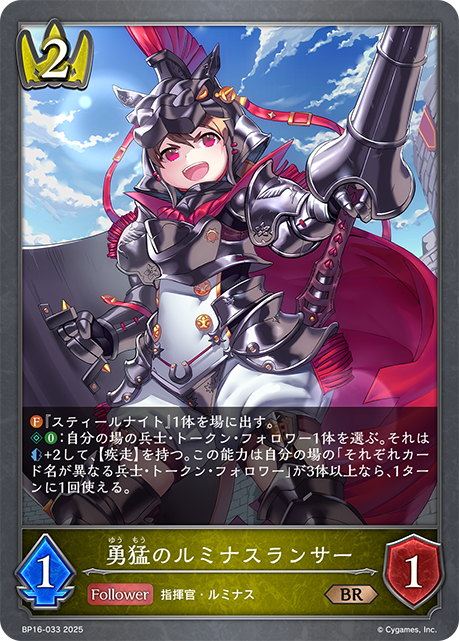 2
F『スティールナイト』1体を場に出す。
0:自分の場の兵士・トークン・フォロワー1体を選ぶ。それは
+2して、【疾走】を持つ。この能力は自分の場の「それぞれカー
ド名が異なる兵士・トークン・フォロワー」が3体以上なら、1ター
ンに1回使える。
ゆう もう
勇猛のルミナスランサー
1
Follower 指揮官・ルミナス BR
1
BP16-033 2025 © Cygames, Inc.